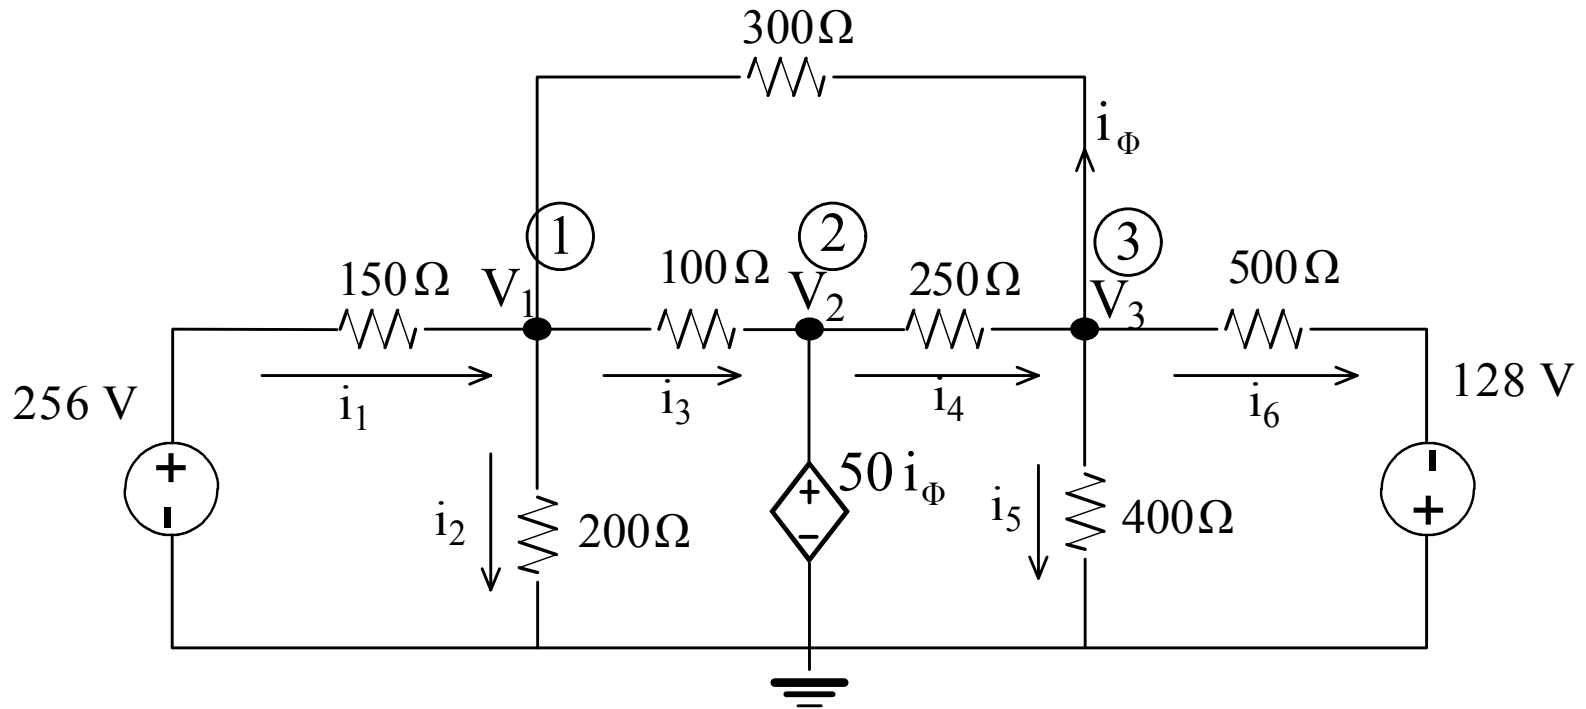 300Ω
i_Φ
1
2
3
150Ω
V_1
100Ω
V_2
250Ω
V_3
500Ω
256 V
i_1
i_3
i_4
i_6
128 V
+
-
i_2
200Ω
+
-
50 i_Φ
i_5
400Ω
-
+